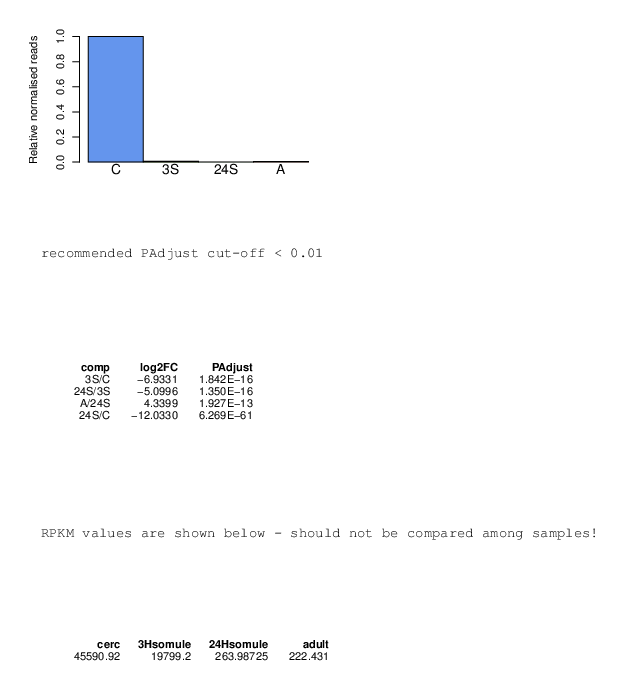 Relative normalised reads
1.0
0.8
0.6
0.4
0.2
0.0
C 3S 24S A
recommended PAdjust cut-off < 0.01
comp log2FC PAdjust
3S/C −6.9331 1.842E−16
24S/3S −5.0996 1.350E−16
A/24S 4.3399 1.927E−13
24S/C −12.0330 6.269E−61
RPKM values are shown below - should not be compared among samples!
cerc 3Hsomule 24Hsomule adult
45590.92 19799.2 263.98725 222.431